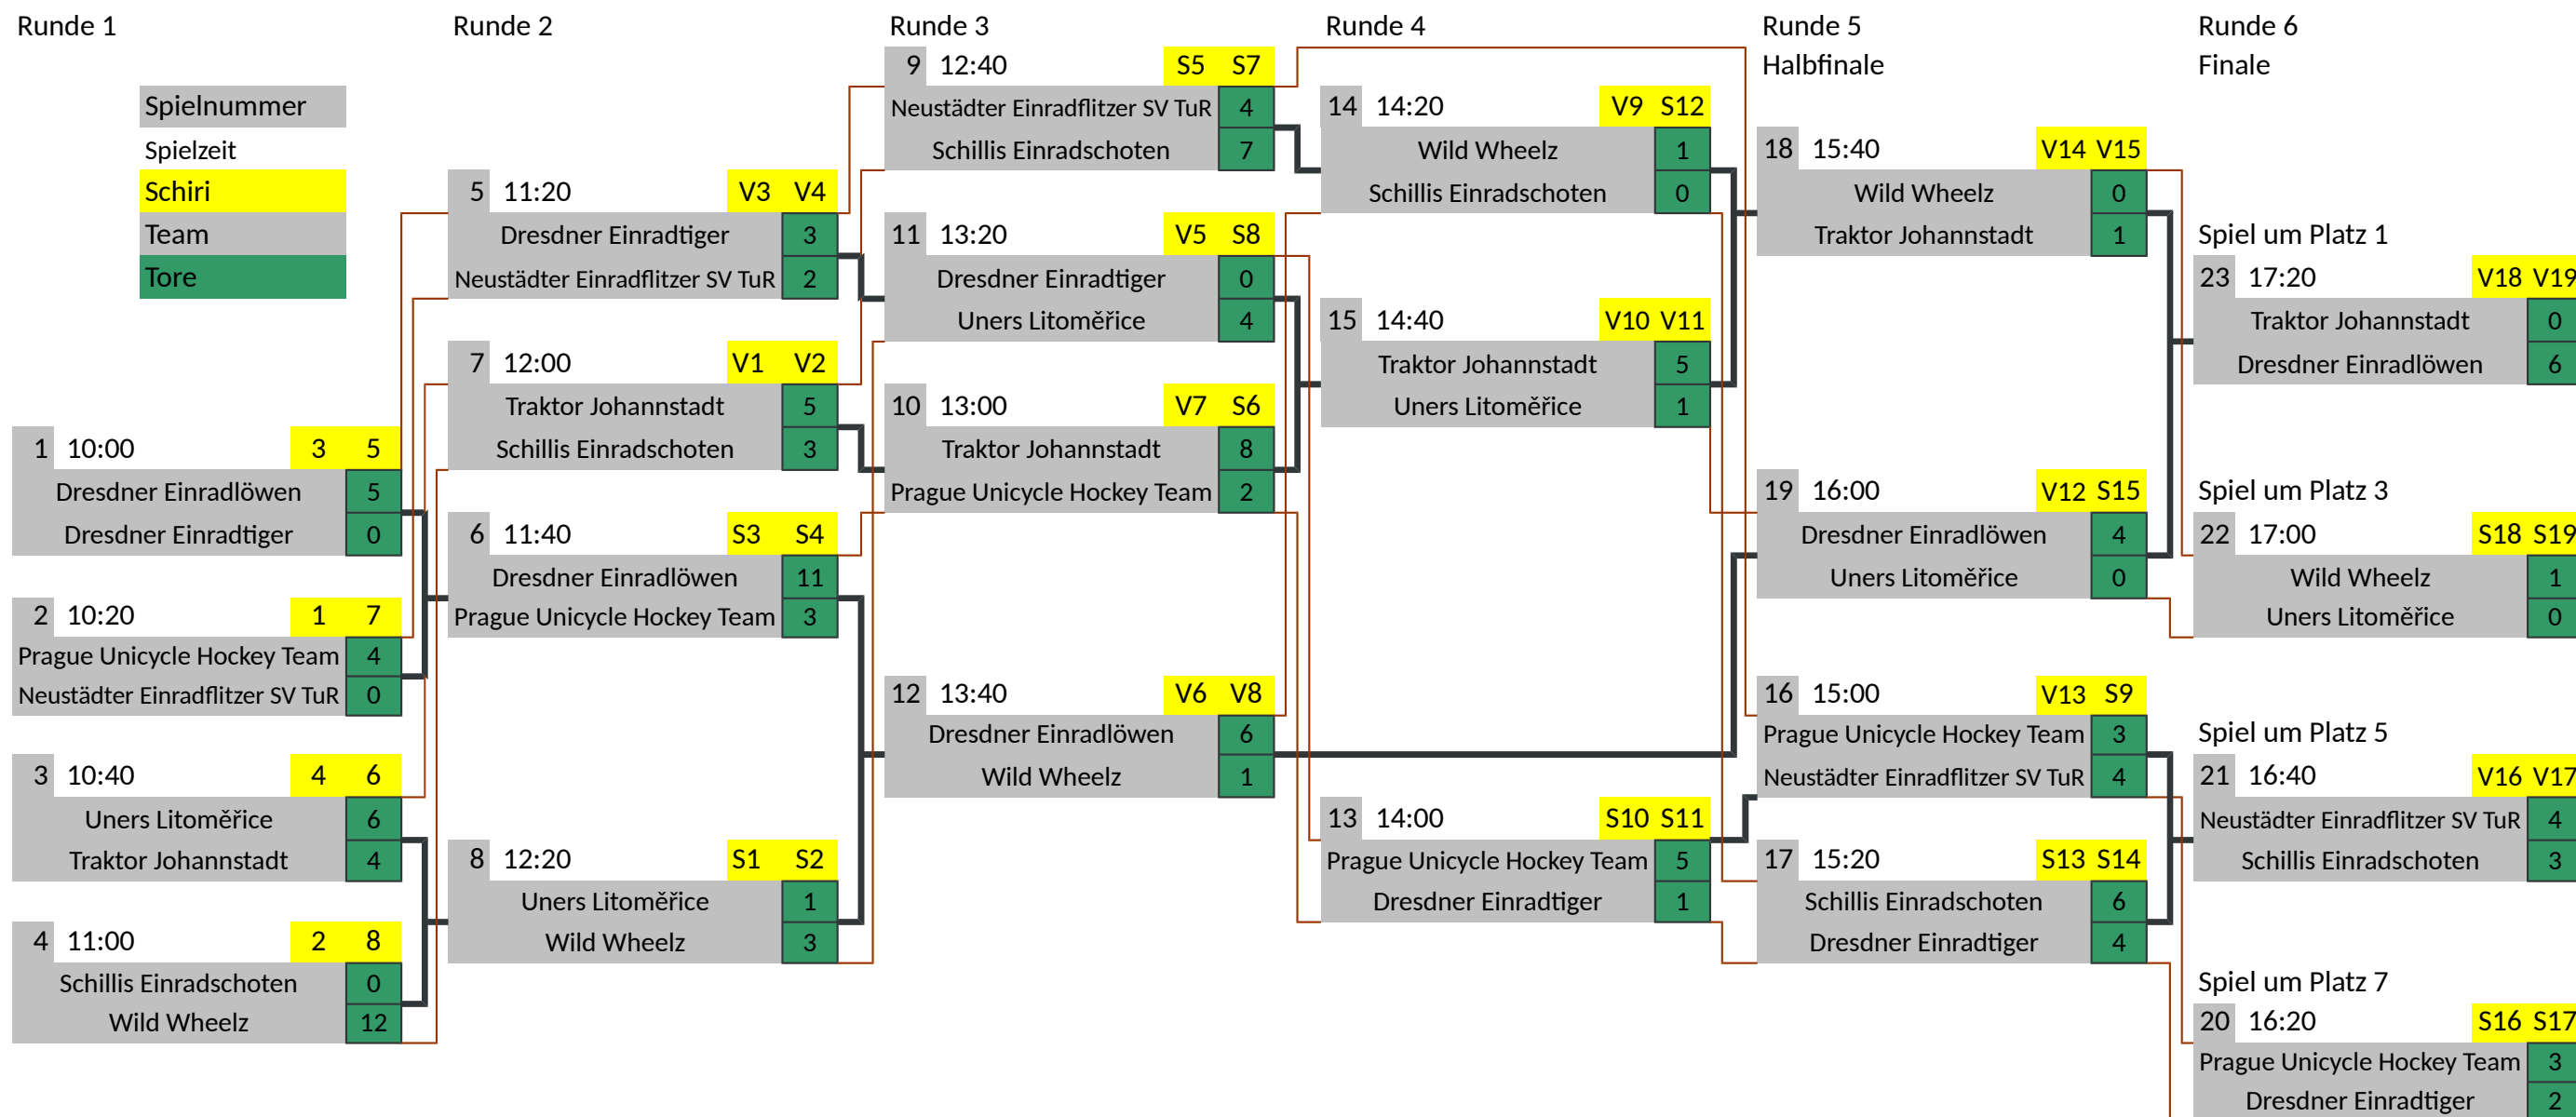 Runde 1
Spielnummer
Spielzeit
Schiri
Team
Tore
1 10:00 3 5
Dresdner Einradlöwen 5
Dresdner Einradtiger 0
2 10:20 1 7
Prague Unicycle Hockey Team 4
Neustädter Einradflitzer SV TuR 0
3 10:40 4 6
Uners Litoměřice 6
Traktor Johannstadt 4
4 11:00 2 8
Schillis Einradschoten 0
Wild Wheelz 12
Runde 2
5 11:20 V3 V4
Dresdner Einradtiger 3
Neustädter Einradflitzer SV TuR 2
7 12:00 V1 V2
Traktor Johannstadt 5
Schillis Einradschoten 3
6 11:40 S3 S4
Dresdner Einradlöwen 11
Prague Unicycle Hockey Team 3
8 12:20 S1 S2
Uners Litoměřice 1
Wild Wheelz 3
Runde 3
9 12:40 S5 S7
Neustädter Einradflitzer SV TuR 4
Schillis Einradschoten 7
11 13:20 V5 S8
Dresdner Einradtiger 0
Uners Litoměřice 4
10 13:00 V7 S6
Traktor Johannstadt 8
Prague Unicycle Hockey Team 2
12 13:40 V6 V8
Dresdner Einradlöwen 6
Wild Wheelz 1
Runde 4
14 14:20 V9 S12
Wild Wheelz 1
Schillis Einradschoten 0
15 14:40 V10 V11
Traktor Johannstadt 5
Uners Litoměřice 1
13 14:00 S10 S11
Prague Unicycle Hockey Team 5
Dresdner Einradtiger 1
Runde 5
Halbfinale
18 15:40 V14 V15
Wild Wheelz 0
Traktor Johannstadt 1
19 16:00 V12 S15
Dresdner Einradlöwen 4
Uners Litoměřice 0
16 15:00 V13 S9
Prague Unicycle Hockey Team 3
Neustädter Einradflitzer SV TuR 4
17 15:20 S13 S14
Schillis Einradschoten 6
Dresdner Einradtiger 4
Runde 6
Finale
Spiel um Platz 1
23 17:20 V18 V19
Traktor Johannstadt 0
Dresdner Einradlöwen 6
Spiel um Platz 3
22 17:00 S18 S19
Wild Wheelz 1
Uners Litoměřice 0
Spiel um Platz 5
21 16:40 V16 V17
Neustädter Einradflitzer SV TuR 4
Schillis Einradschoten 3
Spiel um Platz 7
20 16:20 S16 S17
Prague Unicycle Hockey Team 3
Dresdner Einradtiger 2